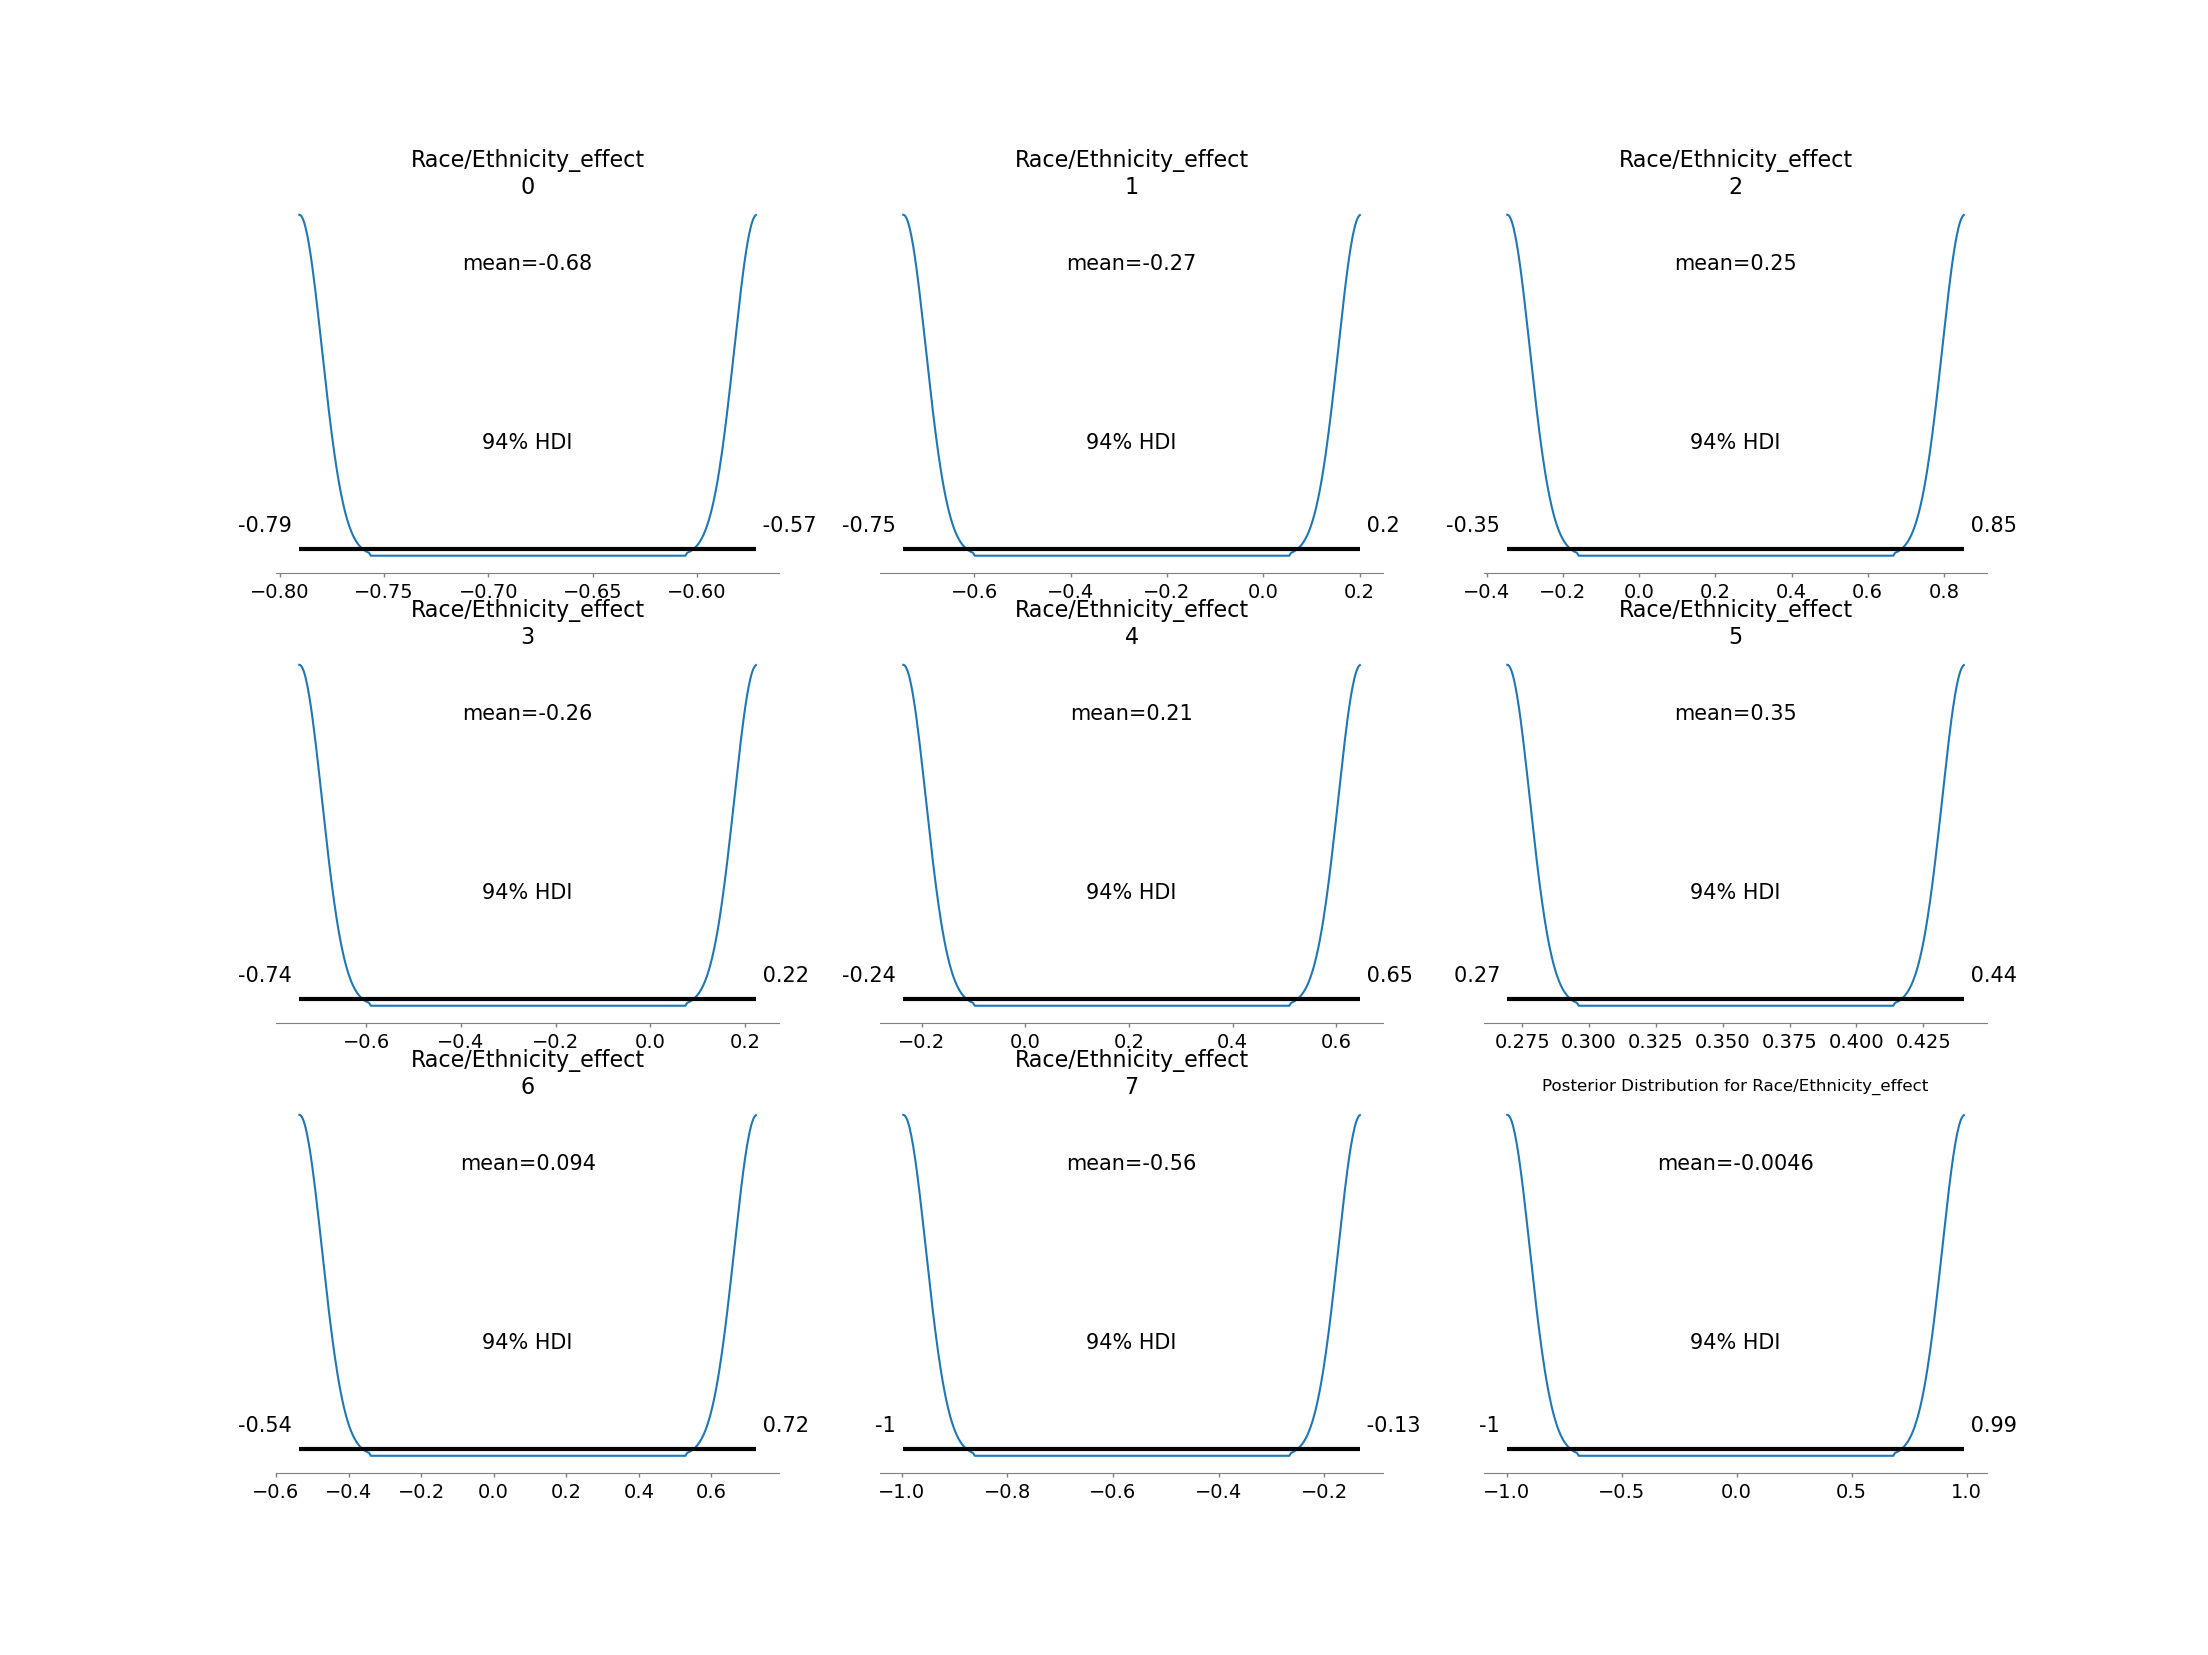 Race/Ethnicity_effect
0
Race/Ethnicity_effect
1
Race/Ethnicity_effect
2
mean=-0.68
mean=-0.27
mean=0.25
94% HDI
94% HDI
94% HDI
-0.79
-0.57
-0.75
0.2
-0.35
0.85
−0.80 −0.75 −0.70 −0.65 −0.60
−0.6 −0.4 −0.2 0.0 0.2
−0.4 −0.2 0.0 0.2 0.4 0.6 0.8
Race/Ethnicity_effect
3
Race/Ethnicity_effect
4
Race/Ethnicity_effect
5
mean=-0.26
mean=0.21
mean=0.35
94% HDI
94% HDI
94% HDI
-0.74
0.22
-0.24
0.65
0.27
0.44
−0.6 −0.4 −0.2 0.0 0.2
−0.2 0.0 0.2 0.4 0.6
0.275 0.300 0.325 0.350 0.375 0.400 0.425
Race/Ethnicity_effect
6
Race/Ethnicity_effect
7
Posterior Distribution for Race/Ethnicity_effect
mean=0.094
mean=-0.56
mean=-0.0046
94% HDI
94% HDI
94% HDI
-0.54
0.72
-1
-0.13
-1
0.99
−0.6 −0.4 −0.2 0.0 0.2 0.4 0.6
−1.0 −0.8 −0.6 −0.4 −0.2
−1.0 −0.5 0.0 0.5 1.0